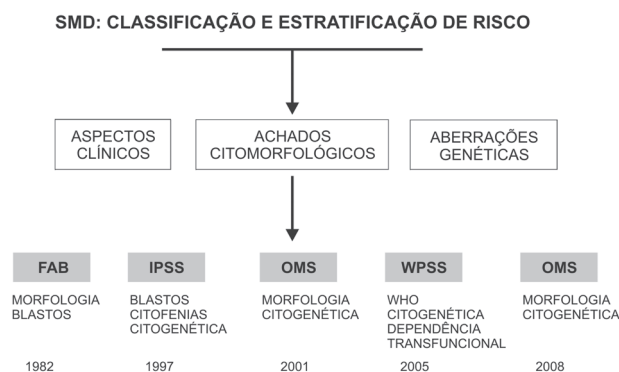 SMD: CLASSIFICAÇÃO E ESTRATIFICAÇÃO DE RISCO
ASPECTOS
CLÍNICOS
ACHADOS
CITOMORFOLÓGICOS
ABERRAÇÕES
GENÉTICAS
FAB
MORFOLOGIA
BLASTOS
1982
IPSS
BLASTOS
CITOFENIAS
CITOGENÉTICA
1997
OMS
MORFOLOGIA
CITOGENÉTICA
2001
WPSS
WHO
CITOGENÉTICA
DEPENDÊNCIA
TRANSFUNCIONAL
2005
OMS
MORFOLOGIA
CITOGENÉTICA
2008